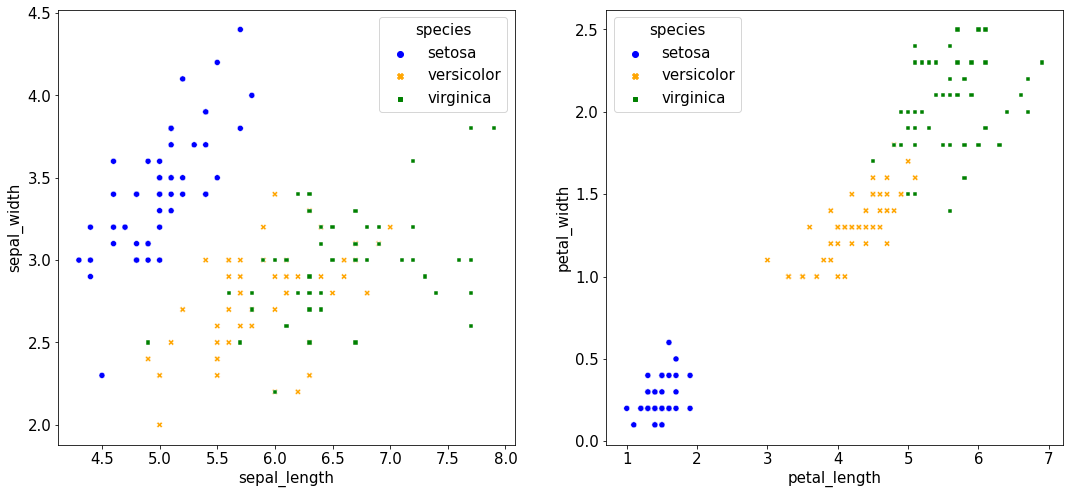 species
setosa
versicolor
virginica
4.5
4.0
3.5
3.0
2.5
2.0
sepal_width
4.5 5.0 5.5 6.0 6.5 7.0 7.5 8.0
sepal_length
species
setosa
versicolor
virginica
2.5
2.0
1.5
1.0
0.5
0.0
petal_width
1 2 3 4 5 6 7
petal_length